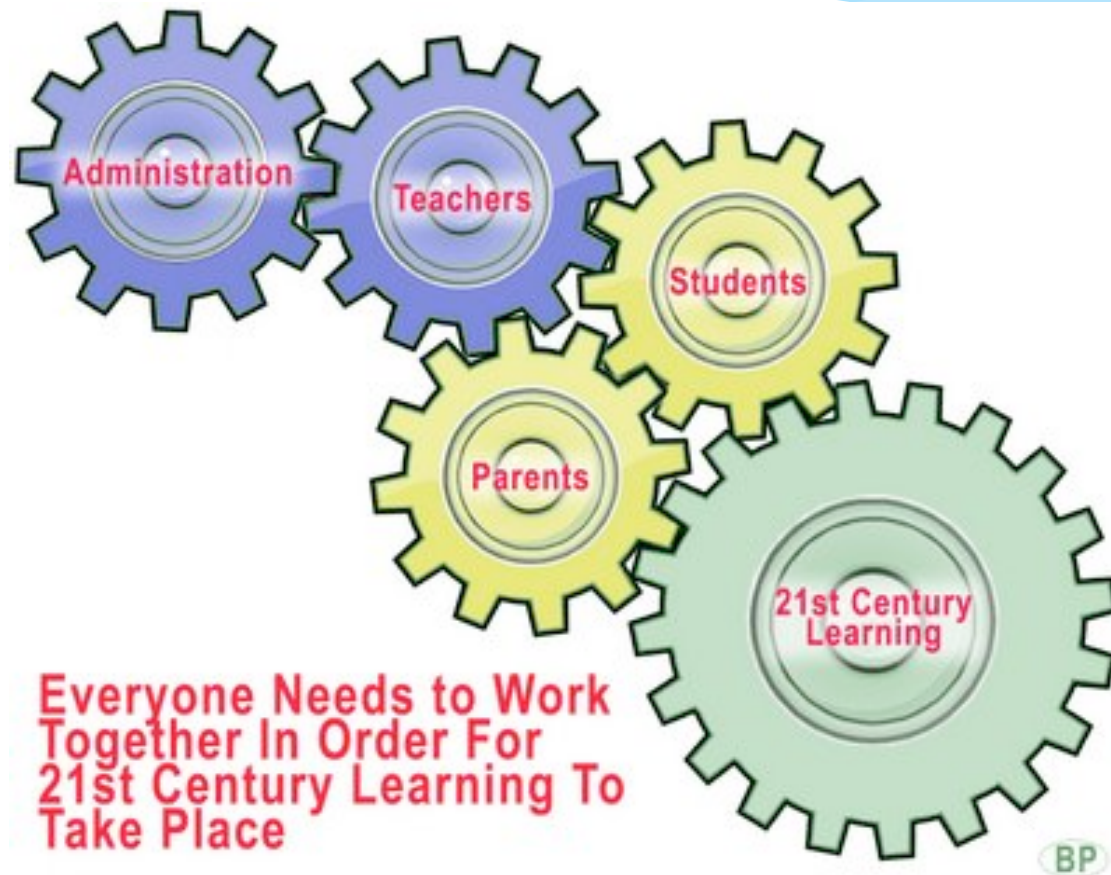 Administration
Teachers
Students
Parents
21st Century
Learning
Everyone Needs to Work
Together In Order For
21st Century Learning To
Take Place
BP